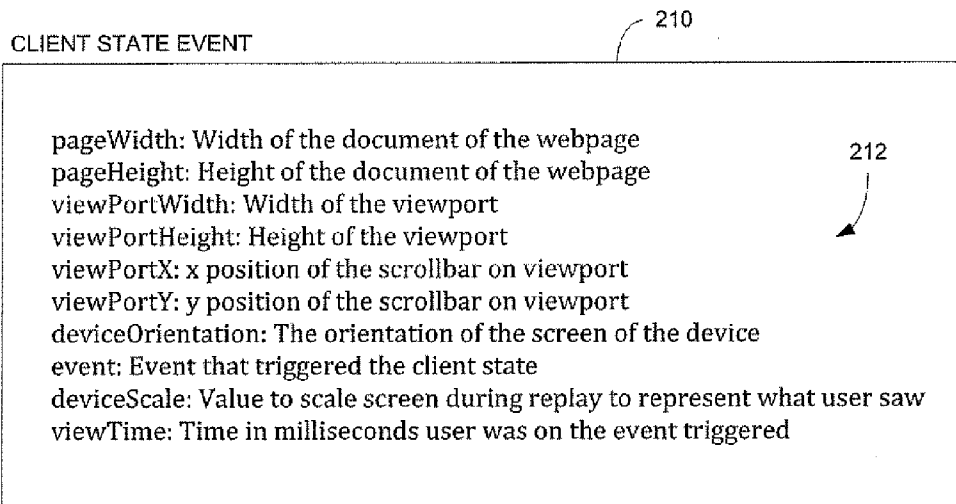 210
CLIENT STATE EVENT
pageWidth: Width of the document of the webpage
pageHeight: Height of the document of the webpage
212
viewPortWidth: Width of the viewport
viewPortHeight: Height of the viewport
viewPortX: x position of the scrollbar on viewport
viewPortY: y position of the scrollbar on viewport
deviceOrientation: The orientation of the screen of the device
event: Event that triggered the client state
deviceScale: Value to scale screen during replay to represent what user saw
viewTime: Time in milliseconds user was on the event triggered